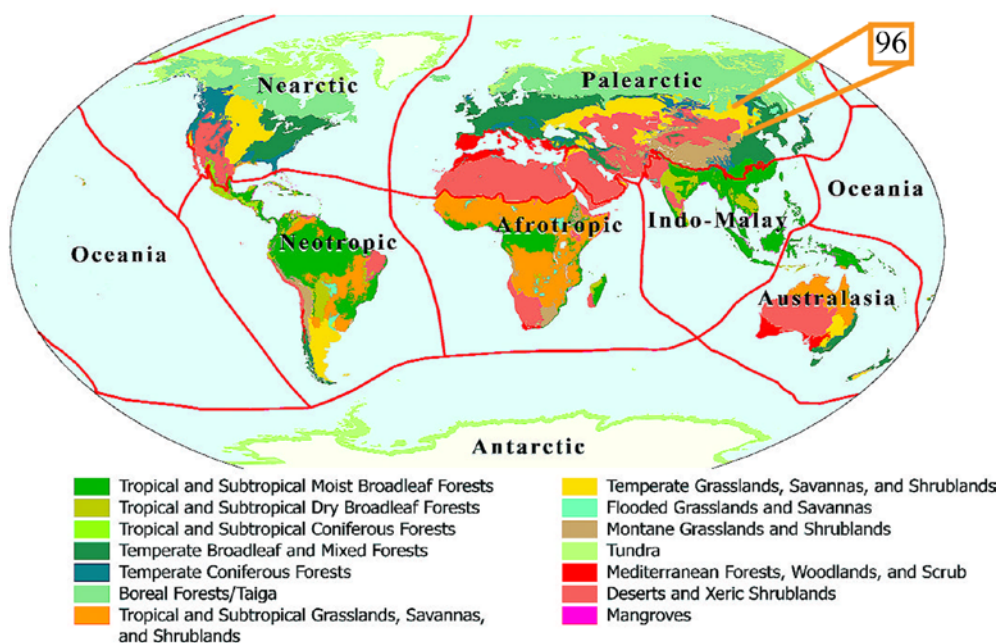 96
Nearctic
Palearctic
Oceania
Neotropic
Afrotropic
Indo-Malay
Oceania
Australasia
Antarctic
Tropical and Subtropical Moist Broadleaf Forests
Tropical and Subtropical Dry Broadleaf Forests
Tropical and Subtropical Coniferous Forests
Temperate Broadleaf and Mixed Forests
Temperate Coniferous Forests
Boreal Forests/Taiga
Tropical and Subtropical Grasslands, Savannas,
and Shrublands
Temperate Grasslands, Savannas, and Shrublands
Flooded Grasslands and Savannas
Montane Grasslands and Shrublands
Tundra
Mediterranean Forests, Woodlands, and Scrub
Deserts and Xeric Shrublands
Mangroves